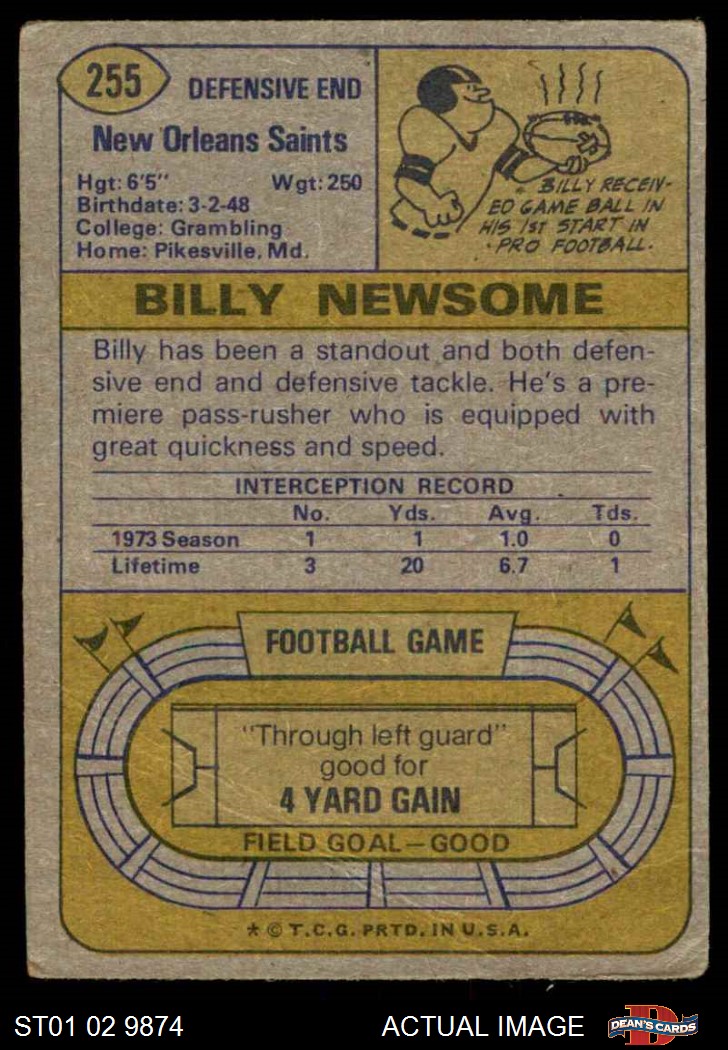 255
DEFENSIVE END
New Orleans Saints
Hgt: 6'5" Wgt: 250
Birthdate: 3-2-48
College: Grambling
Home: Pikesville, Md.
BILLY RECEIV-
ED GAME BALL IN
HIS 1ST START IN
PRO FOOTBALL.
BILLY NEWSOME
Billy has been a standout and both defen-
sive end and defensive tackle. He's a pre-
miere pass-rusher who is equipped with
great quickness and speed.
INTERCEPTION RECORD
No. Yds. Avg. Tds.
1973 Season 1 1 1.0 0
Lifetime 3 20 6.7 1
FOOTBALL GAME
"Through left guard"
good for
4 YARD GAIN
FIELD GOAL—GOOD
* © T.C.G. PRTD. IN U.S.A.
ST01 02 9874 ACTUAL IMAGE
D
DEAN'S CARDS